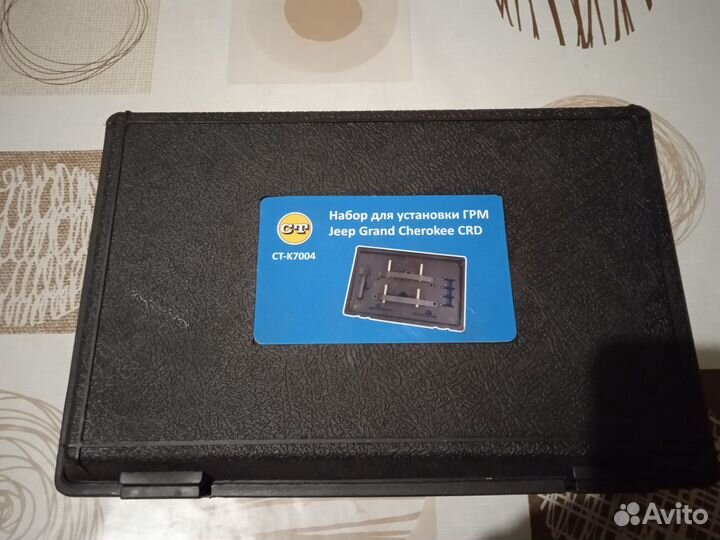 Набор для установки ГРМ
Jeep Grand Cherokee CRD
CT
CT-K7004
Avito